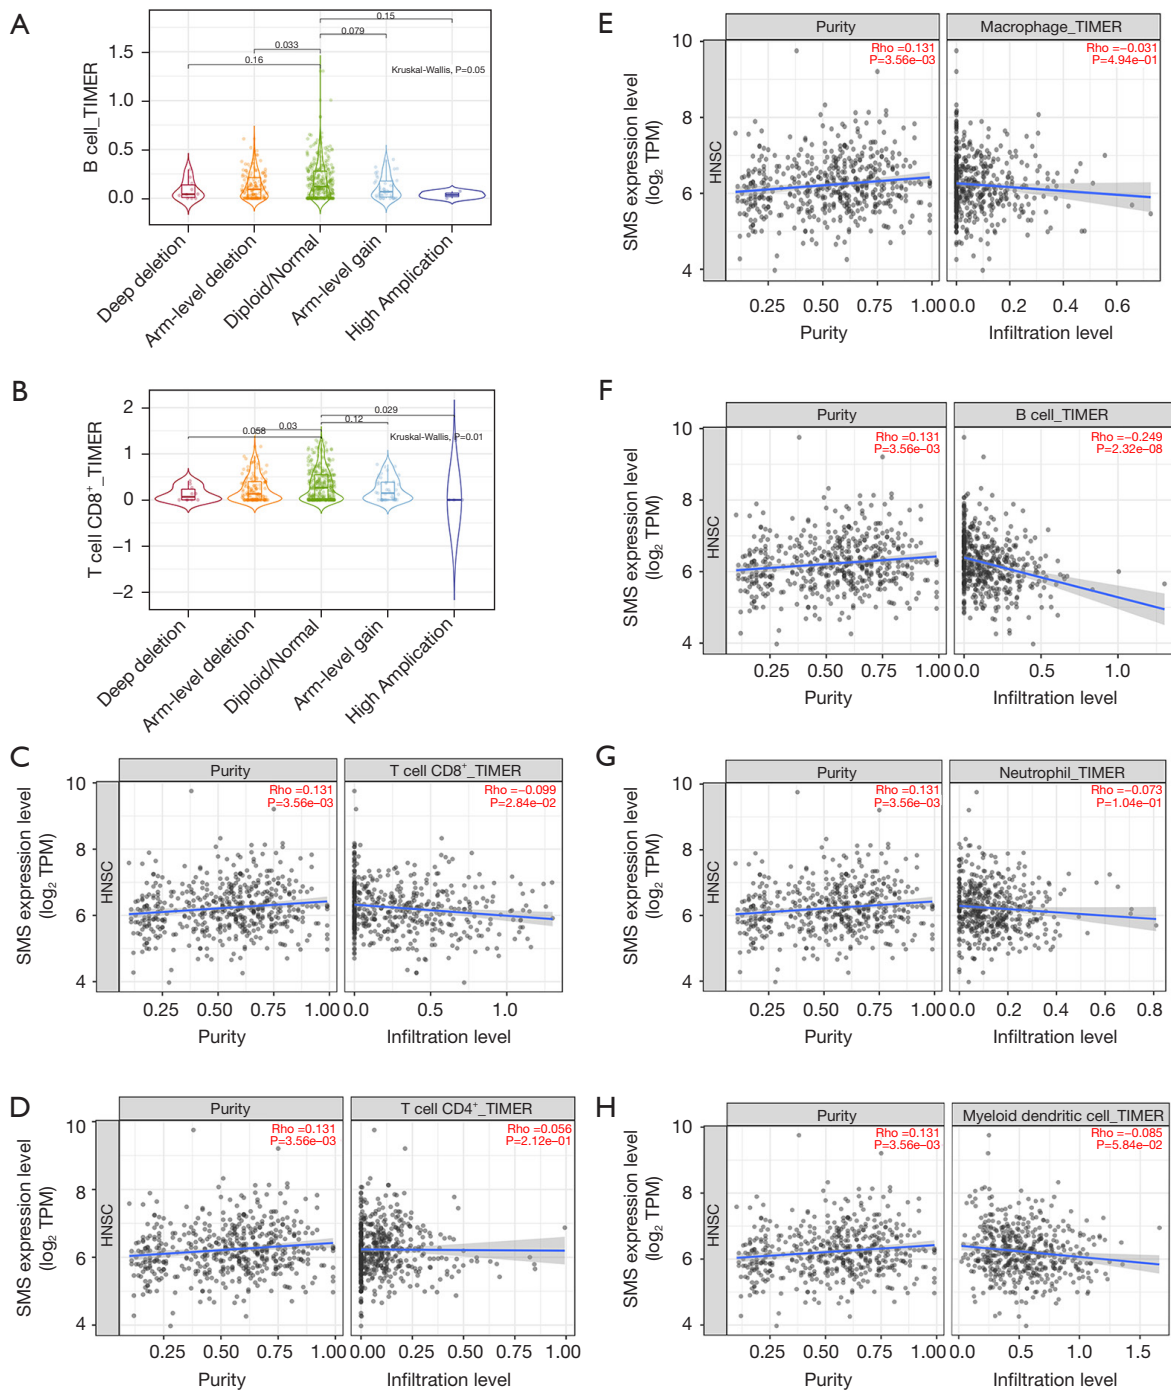 A
B cell_TIMER
1.5
1.0
0.5
0.0
0.15
0.079
0.033
0.16
Kruskal-Wallis, P=0.05
Deep deletion
Arm-level deletion
Diploid/Normal
Arm-level gain
High Amplication
B
T cell CD8+_TIMER
2
1
0
−1
−2
0.029
0.12
0.03
0.058
Kruskal-Wallis, P=0.01
Deep deletion
Arm-level deletion
Diploid/Normal
Arm-level gain
High Amplication
C
Purity
T cell CD8+_TIMER
SMS expression level
(log2 TPM)
HNSC
10
8
6
4
Rho =0.131
P=3.56e−03
Rho =−0.099
P=2.84e−02
0.25 0.50 0.75 1.00
0.0 0.5 1.0
Purity
Infiltration level
D
Purity
T cell CD4+_TIMER
SMS expression level
(log2 TPM)
HNSC
10
8
6
4
Rho =0.131
P=3.56e−03
Rho =0.056
P=2.12e−01
0.25 0.50 0.75 1.00
0.00 0.25 0.50 0.75 1.00
Purity
Infiltration level
E
Purity
Macrophage_TIMER
SMS expression level
(log2 TPM)
HNSC
10
8
6
4
Rho =0.131
P=3.56e−03
Rho =−0.031
P=4.94e−01
0.25 0.50 0.75 1.00
0.0 0.2 0.4 0.6
Purity
Infiltration level
F
Purity
B cell_TIMER
SMS expression level
(log2 TPM)
HNSC
10
8
6
4
Rho =0.131
P=3.56e−03
Rho =−0.249
P=2.32e−08
0.25 0.50 0.75 1.00
0.0 0.5 1.0
Purity
Infiltration level
G
Purity
Neutrophil_TIMER
SMS expression level
(log2 TPM)
HNSC
10
8
6
4
Rho =0.131
P=3.56e−03
Rho =−0.073
P=1.04e−01
0.25 0.50 0.75 1.00
0.0 0.2 0.4 0.6 0.8
Purity
Infiltration level
H
Purity
Myeloid dendritic cell_TIMER
SMS expression level
(log2 TPM)
HNSC
10
8
6
4
Rho =0.131
P=3.56e−03
Rho =−0.085
P=5.84e−02
0.25 0.50 0.75 1.00
0.0 0.5 1.0 1.5
Purity
Infiltration level